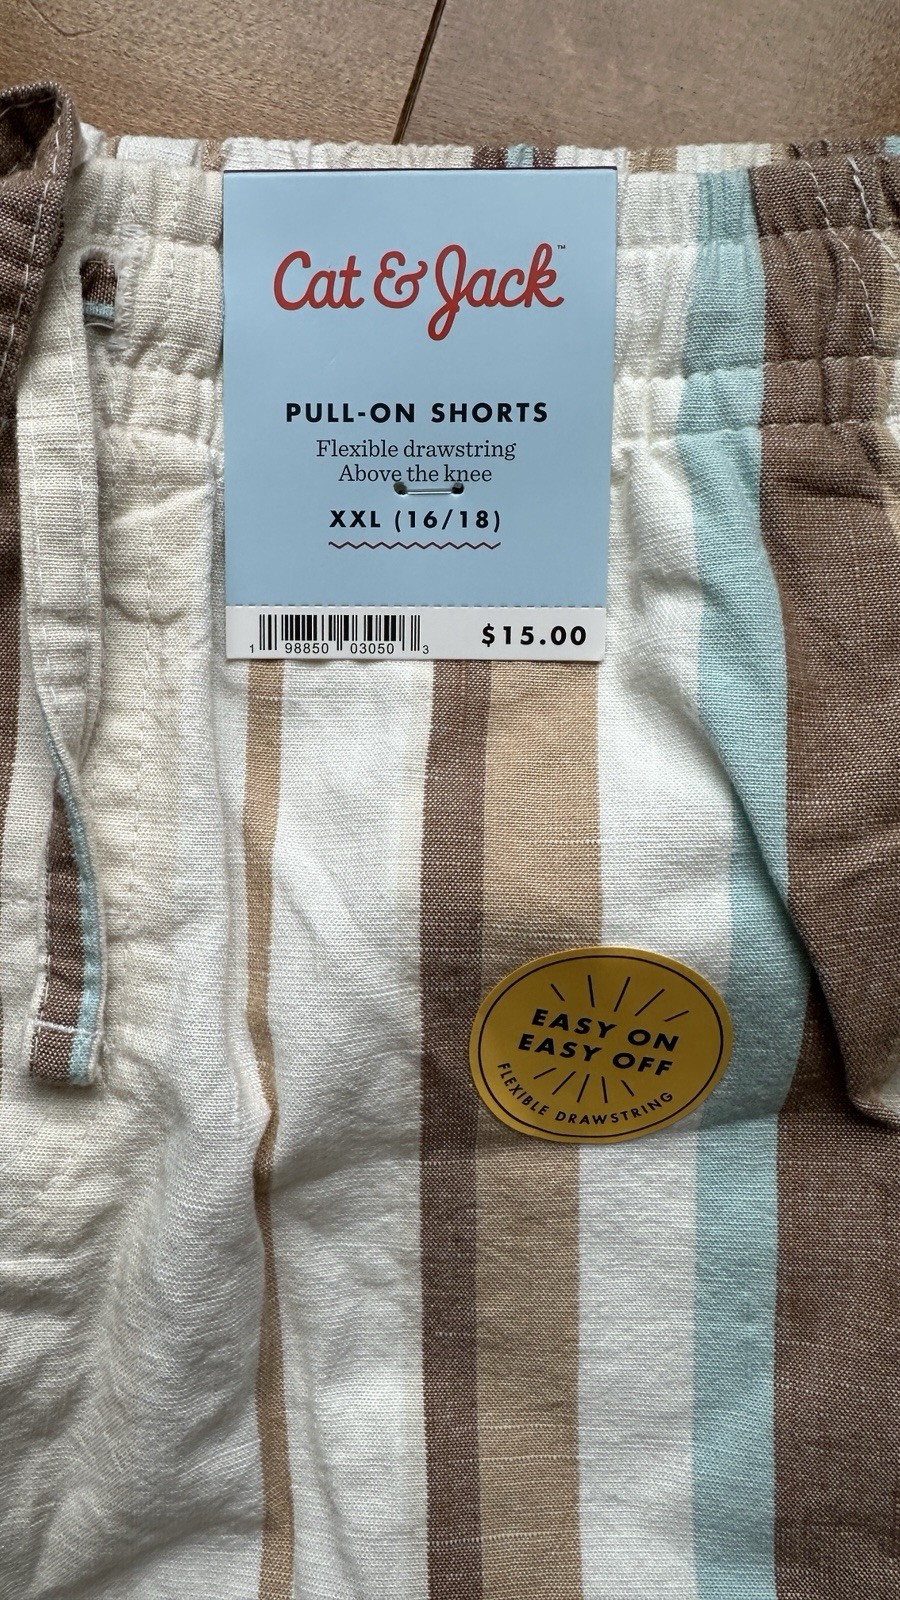 Cat & Jack™
PULL-ON SHORTS
Flexible drawstring
Above the knee
XXL (16/18)
1 98850 03050 3
$15.00
EASY ON
EASY OFF
FLEXIBLE DRAWSTRING